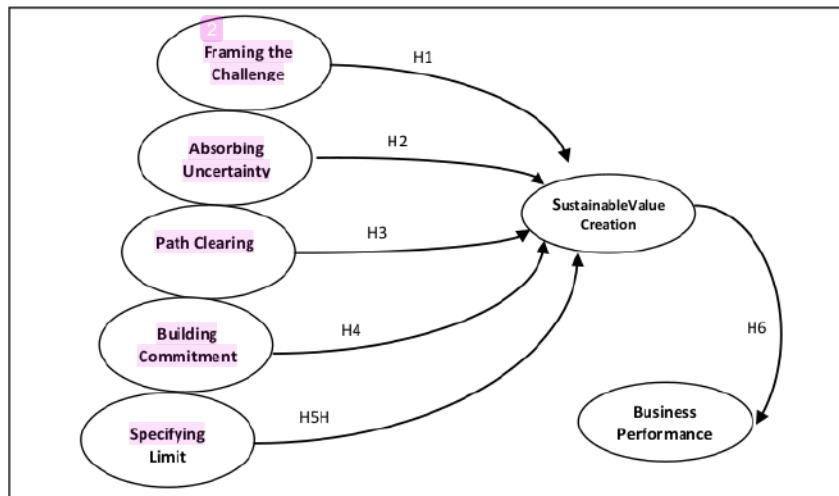 2
Framing the
Challenge
H1
Absorbing
Uncertainty
H2
SustainableValue
Creation
Path Clearing
H3
Building
Commitment
H4
H6
Specifying
Limit
H5H
Business
Performance